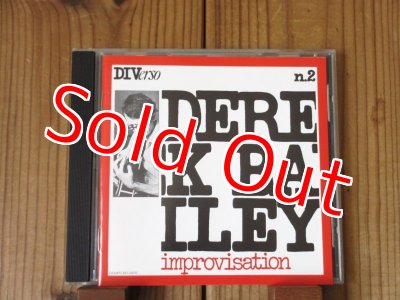 DIVerso n.2
DERE
K BA
ILEY
improvisation
Sold Out